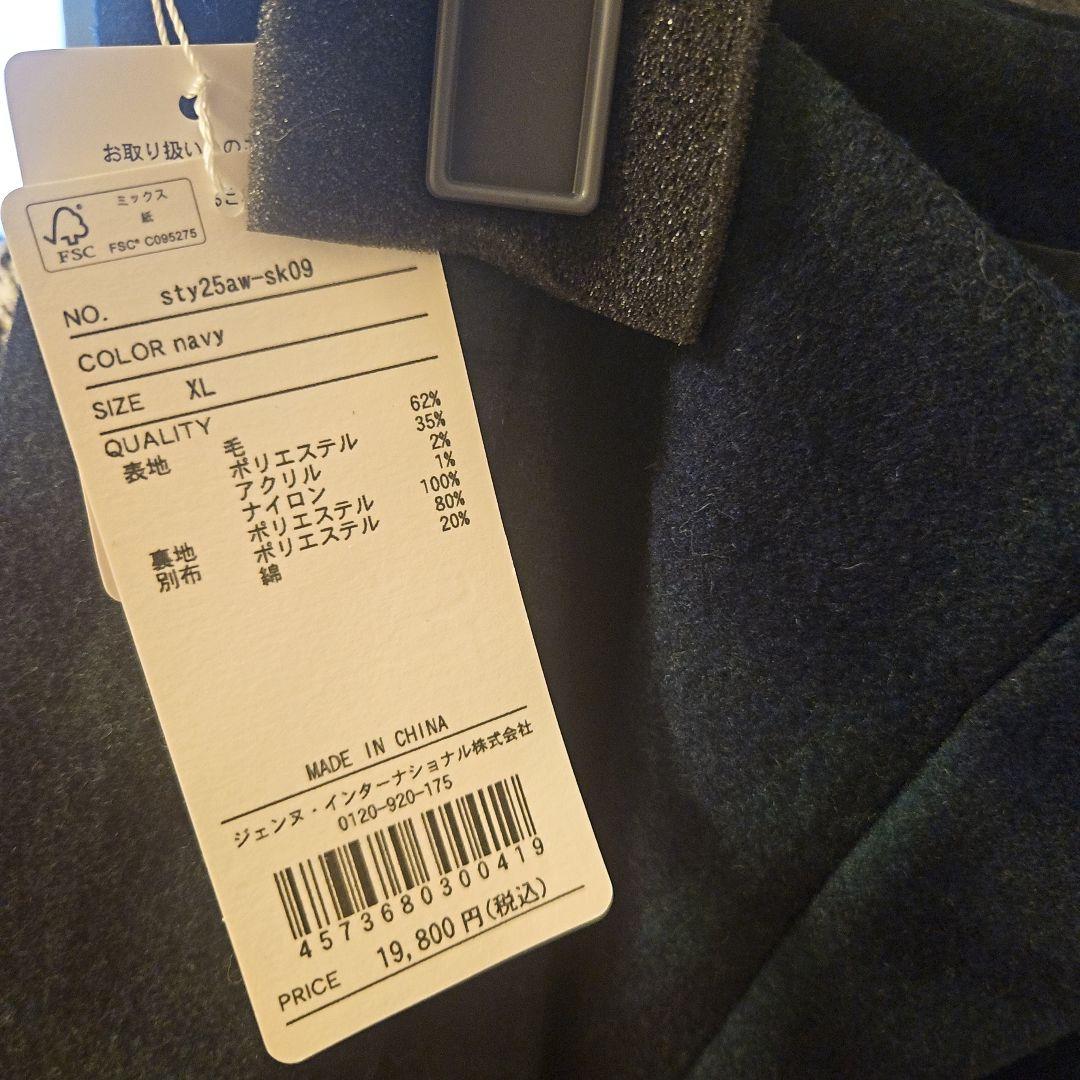 お取り扱い
の
ミックス
紙
FSC
FSC® C095275
NO. sty25aw-sk09
COLOR navy
SIZE XL
QUALITY
表地 毛 62%
ポリエステル 35%
アクリル 2%
ナイロン 1%
裏地 ポリエステル 100%
別布 ポリエステル 80%
綿 20%
MADE IN CHINA
ジェンヌ・インターナショナル株式会社
0120-920-175
4573680300419
PRICE 19,800円(税込)